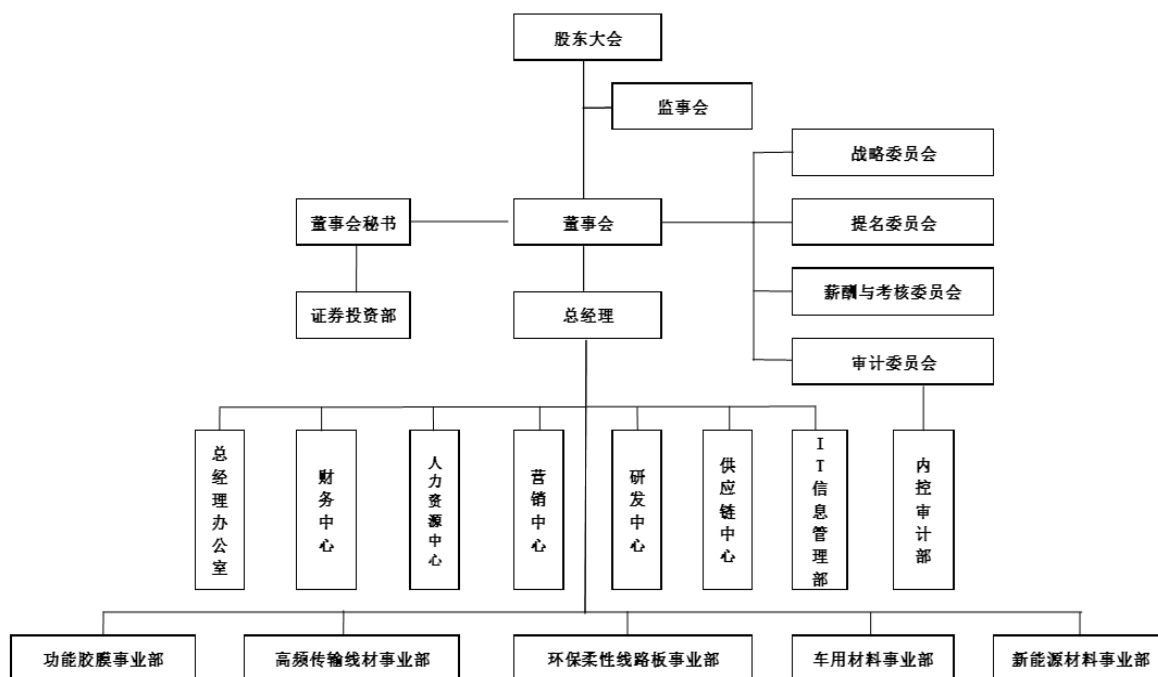 股东大会
监事会
战略委员会
董事会秘书
董事会
提名委员会
证券投资部
总经理
薪酬与考核委员会
审计委员会
总经理办公室
财务中心
人力资源中心
营销中心
研发中心
供应链中心
IT信息管理部
内控审计部
功能胶膜事业部
高频传输线材事业部
环保柔性线路板事业部
车用材料事业部
新能源材料事业部